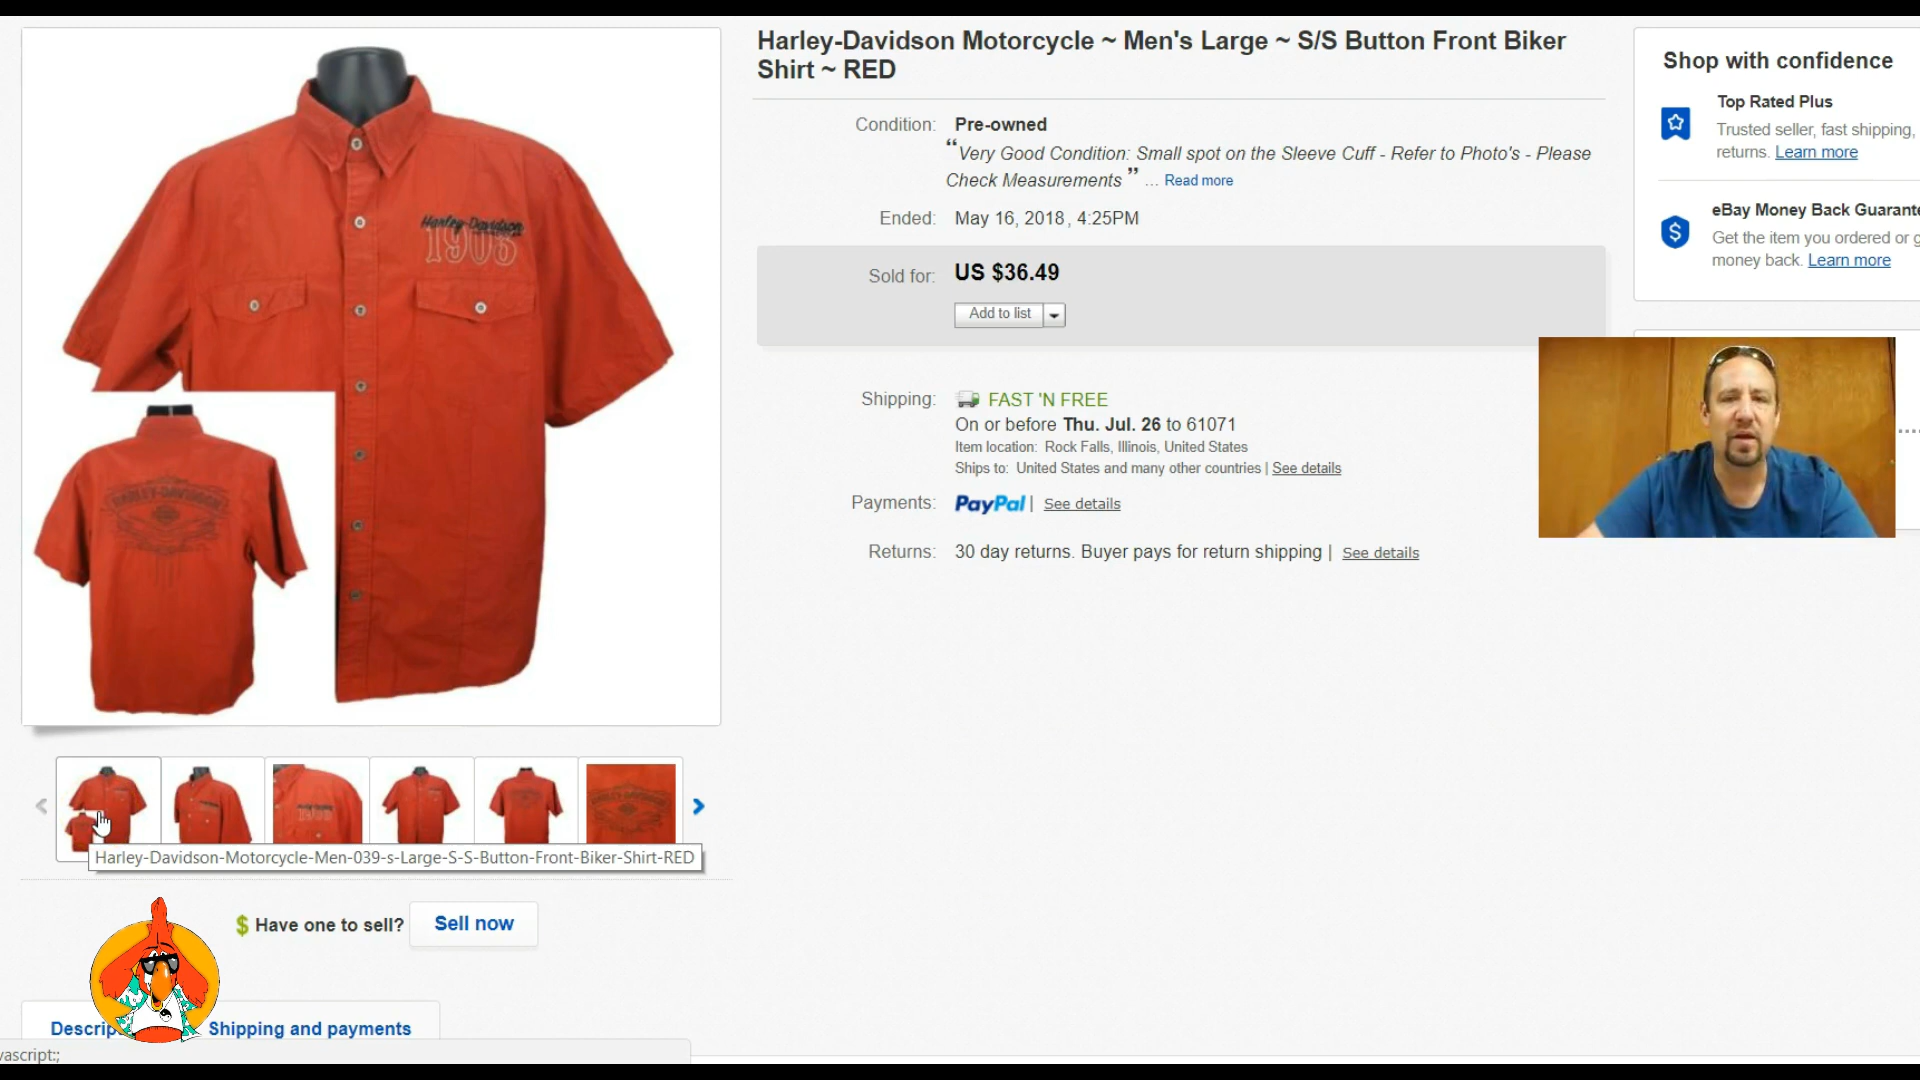 Harley-Davidson Motorcycle ~ Men's Large ~ S/S Button Front Biker
Shirt ~ RED
Condition: Pre-owned
“Very Good Condition: Small spot on the Sleeve Cuff - Refer to Photo's - Please
Check Measurements ” ... Read more
Ended: May 16, 2018 , 4:25PM
Sold for: US $36.49
Add to list
Shipping: FAST 'N FREE
On or before Thu. Jul. 26 to 61071
Item location: Rock Falls, Illinois, United States
Ships to: United States and many other countries | See details
Payments: PayPal | See details
Returns: 30 day returns. Buyer pays for return shipping | See details
Shop with confidence
Top Rated Plus
Trusted seller, fast shipping,
returns. Learn more
eBay Money Back
Get the item you ordered or
money back. Learn more
Harley-Davidson
1903
HARLEY-DAVIDSON
Harley-Davidson-Motorcycle-Men-039-s-Large-S-S-Button-Front-Biker-Shirt-RED
$ Have one to sell? Sell now
Shipping and payments